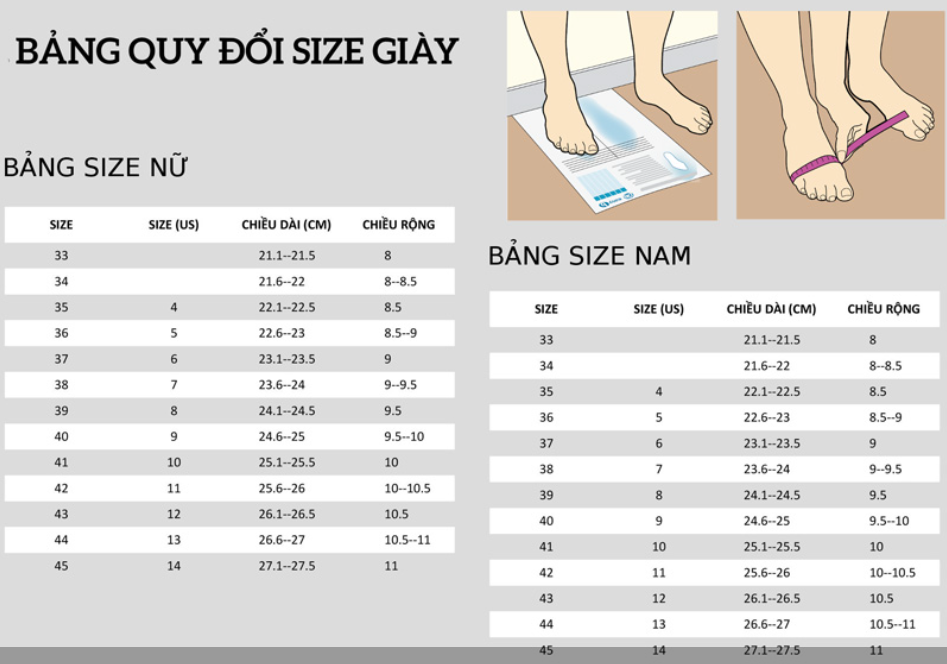 BẢNG QUY ĐỔI SIZE GIÀY
BẢNG SIZE NỮ
SIZE SIZE (US) CHIỀU DÀI (CM) CHIỀU RỘNG
33 21.1--21.5 8
34 21.6--22 8--8.5
35 4 22.1--22.5 8.5
36 5 22.6--23 8.5--9
37 6 23.1--23.5 9
38 7 23.6--24 9--9.5
39 8 24.1--24.5 9.5
40 9 24.6--25 9.5--10
41 10 25.1--25.5 10
42 11 25.6--26 10--10.5
43 12 26.1--26.5 10.5
44 13 26.6--27 10.5--11
45 14 27.1--27.5 11
BẢNG SIZE NAM
SIZE SIZE (US) CHIỀU DÀI (CM) CHIỀU RỘNG
33 21.1--21.5 8
34 21.6--22 8--8.5
35 4 22.1--22.5 8.5
36 5 22.6--23 8.5--9
37 6 23.1--23.5 9
38 7 23.6--24 9--9.5
39 8 24.1--24.5 9.5
40 9 24.6--25 9.5--10
41 10 25.1--25.5 10
42 11 25.6--26 10--10.5
43 12 26.1--26.5 10.5
44 13 26.6--27 10.5--11
45 14 27.1--27.5 11